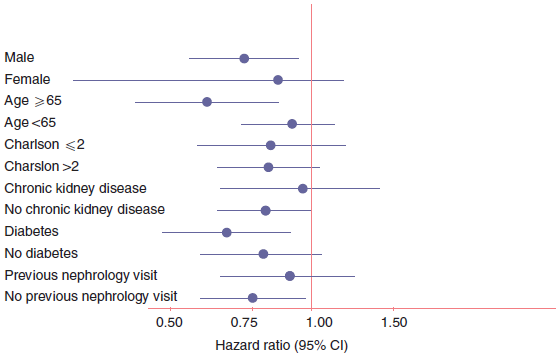 Male
Female
Age ⩾65
Age <65
Charlson ⩽2
Charslon >2
Chronic kidney disease
No chronic kidney disease
Diabetes
No diabetes
Previous nephrology visit
No previous nephrology visit
0.50 0.75 1.00 1.50
Hazard ratio (95% CI)